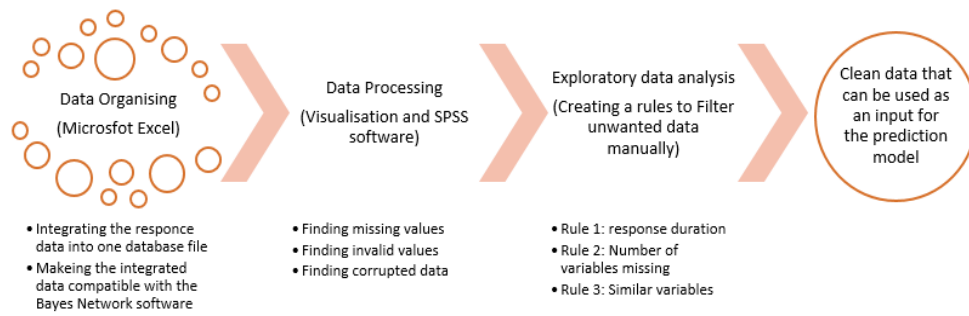 Data Organising
(Microsfot Excel)
Data Processing
(Visualisation and SPSS
software)
Exploratory data analysis
(Creating a rules to Filter
unwanted data
manually)
Clean data that
can be used as
an input for
the prediction
model
• Integrating the responce
data into one database file
• Makeing the integrated
data compatible with the
Bayes Network software
• Finding missing values
• Finding invalid values
• Finding corrupted data
• Rule 1: response duration
• Rule 2: Number of
variables missing
• Rule 3: Similar variables